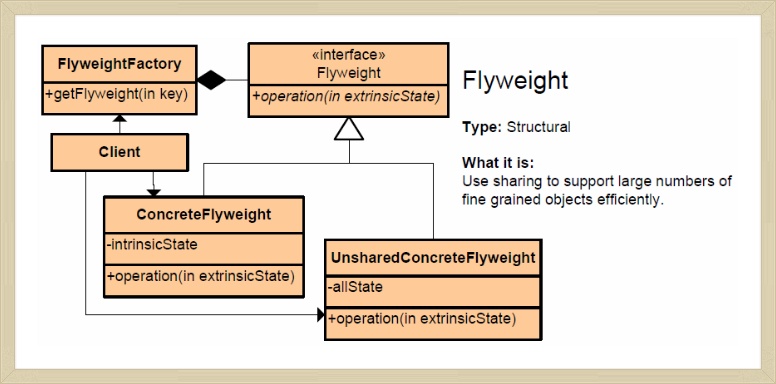 FlyweightFactory
+getFlyweight(in key)
«interface»
Flyweight
+operation(in extrinsicState)
Client
ConcreteFlyweight
-intrinsicState
+operation(in extrinsicState)
UnsharedConcreteFlyweight
-allState
+operation(in extrinsicState)
Flyweight
Type: Structural
What it is:
Use sharing to support large numbers of
fine grained objects efficiently.